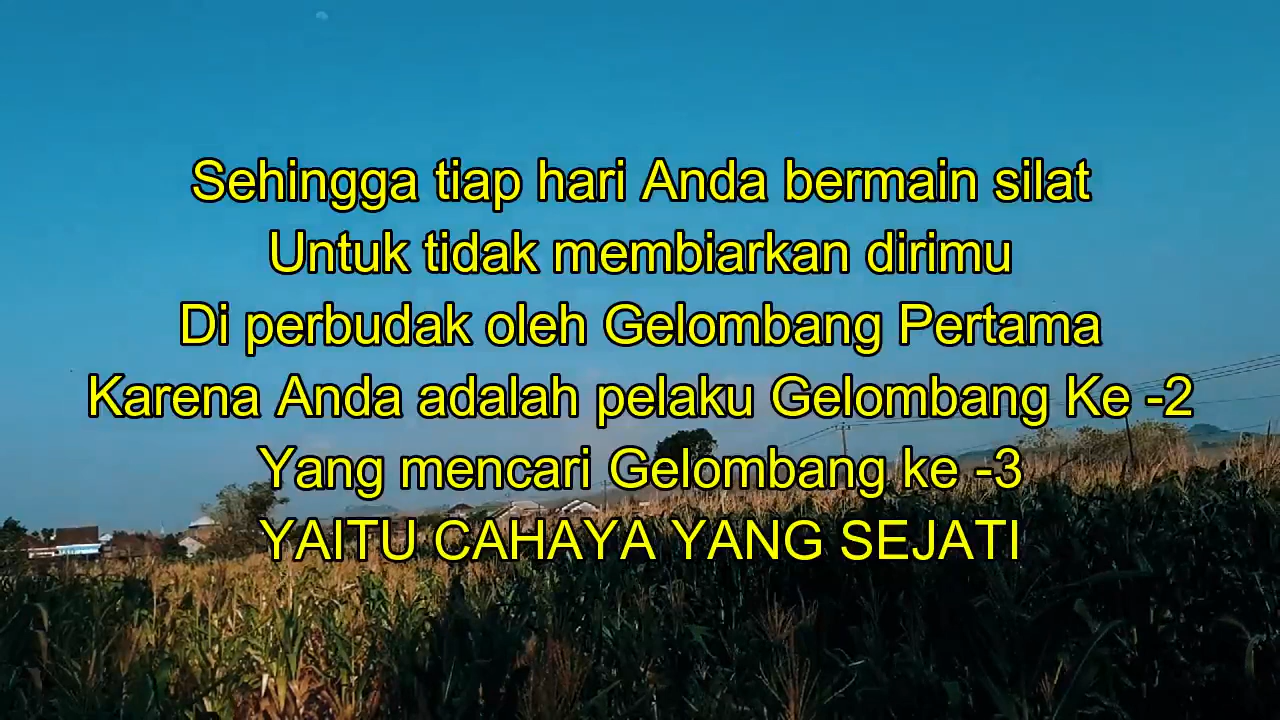 Sehingga tiap hari Anda bermain silat
Untuk tidak membiarkan dirimu
Di perbudak oleh Gelombang Pertama
Karena Anda adalah pelaku Gelombang Ke -2
Yang mencari Gelombang ke -3
YAITU CAHAYA YANG SEJATI